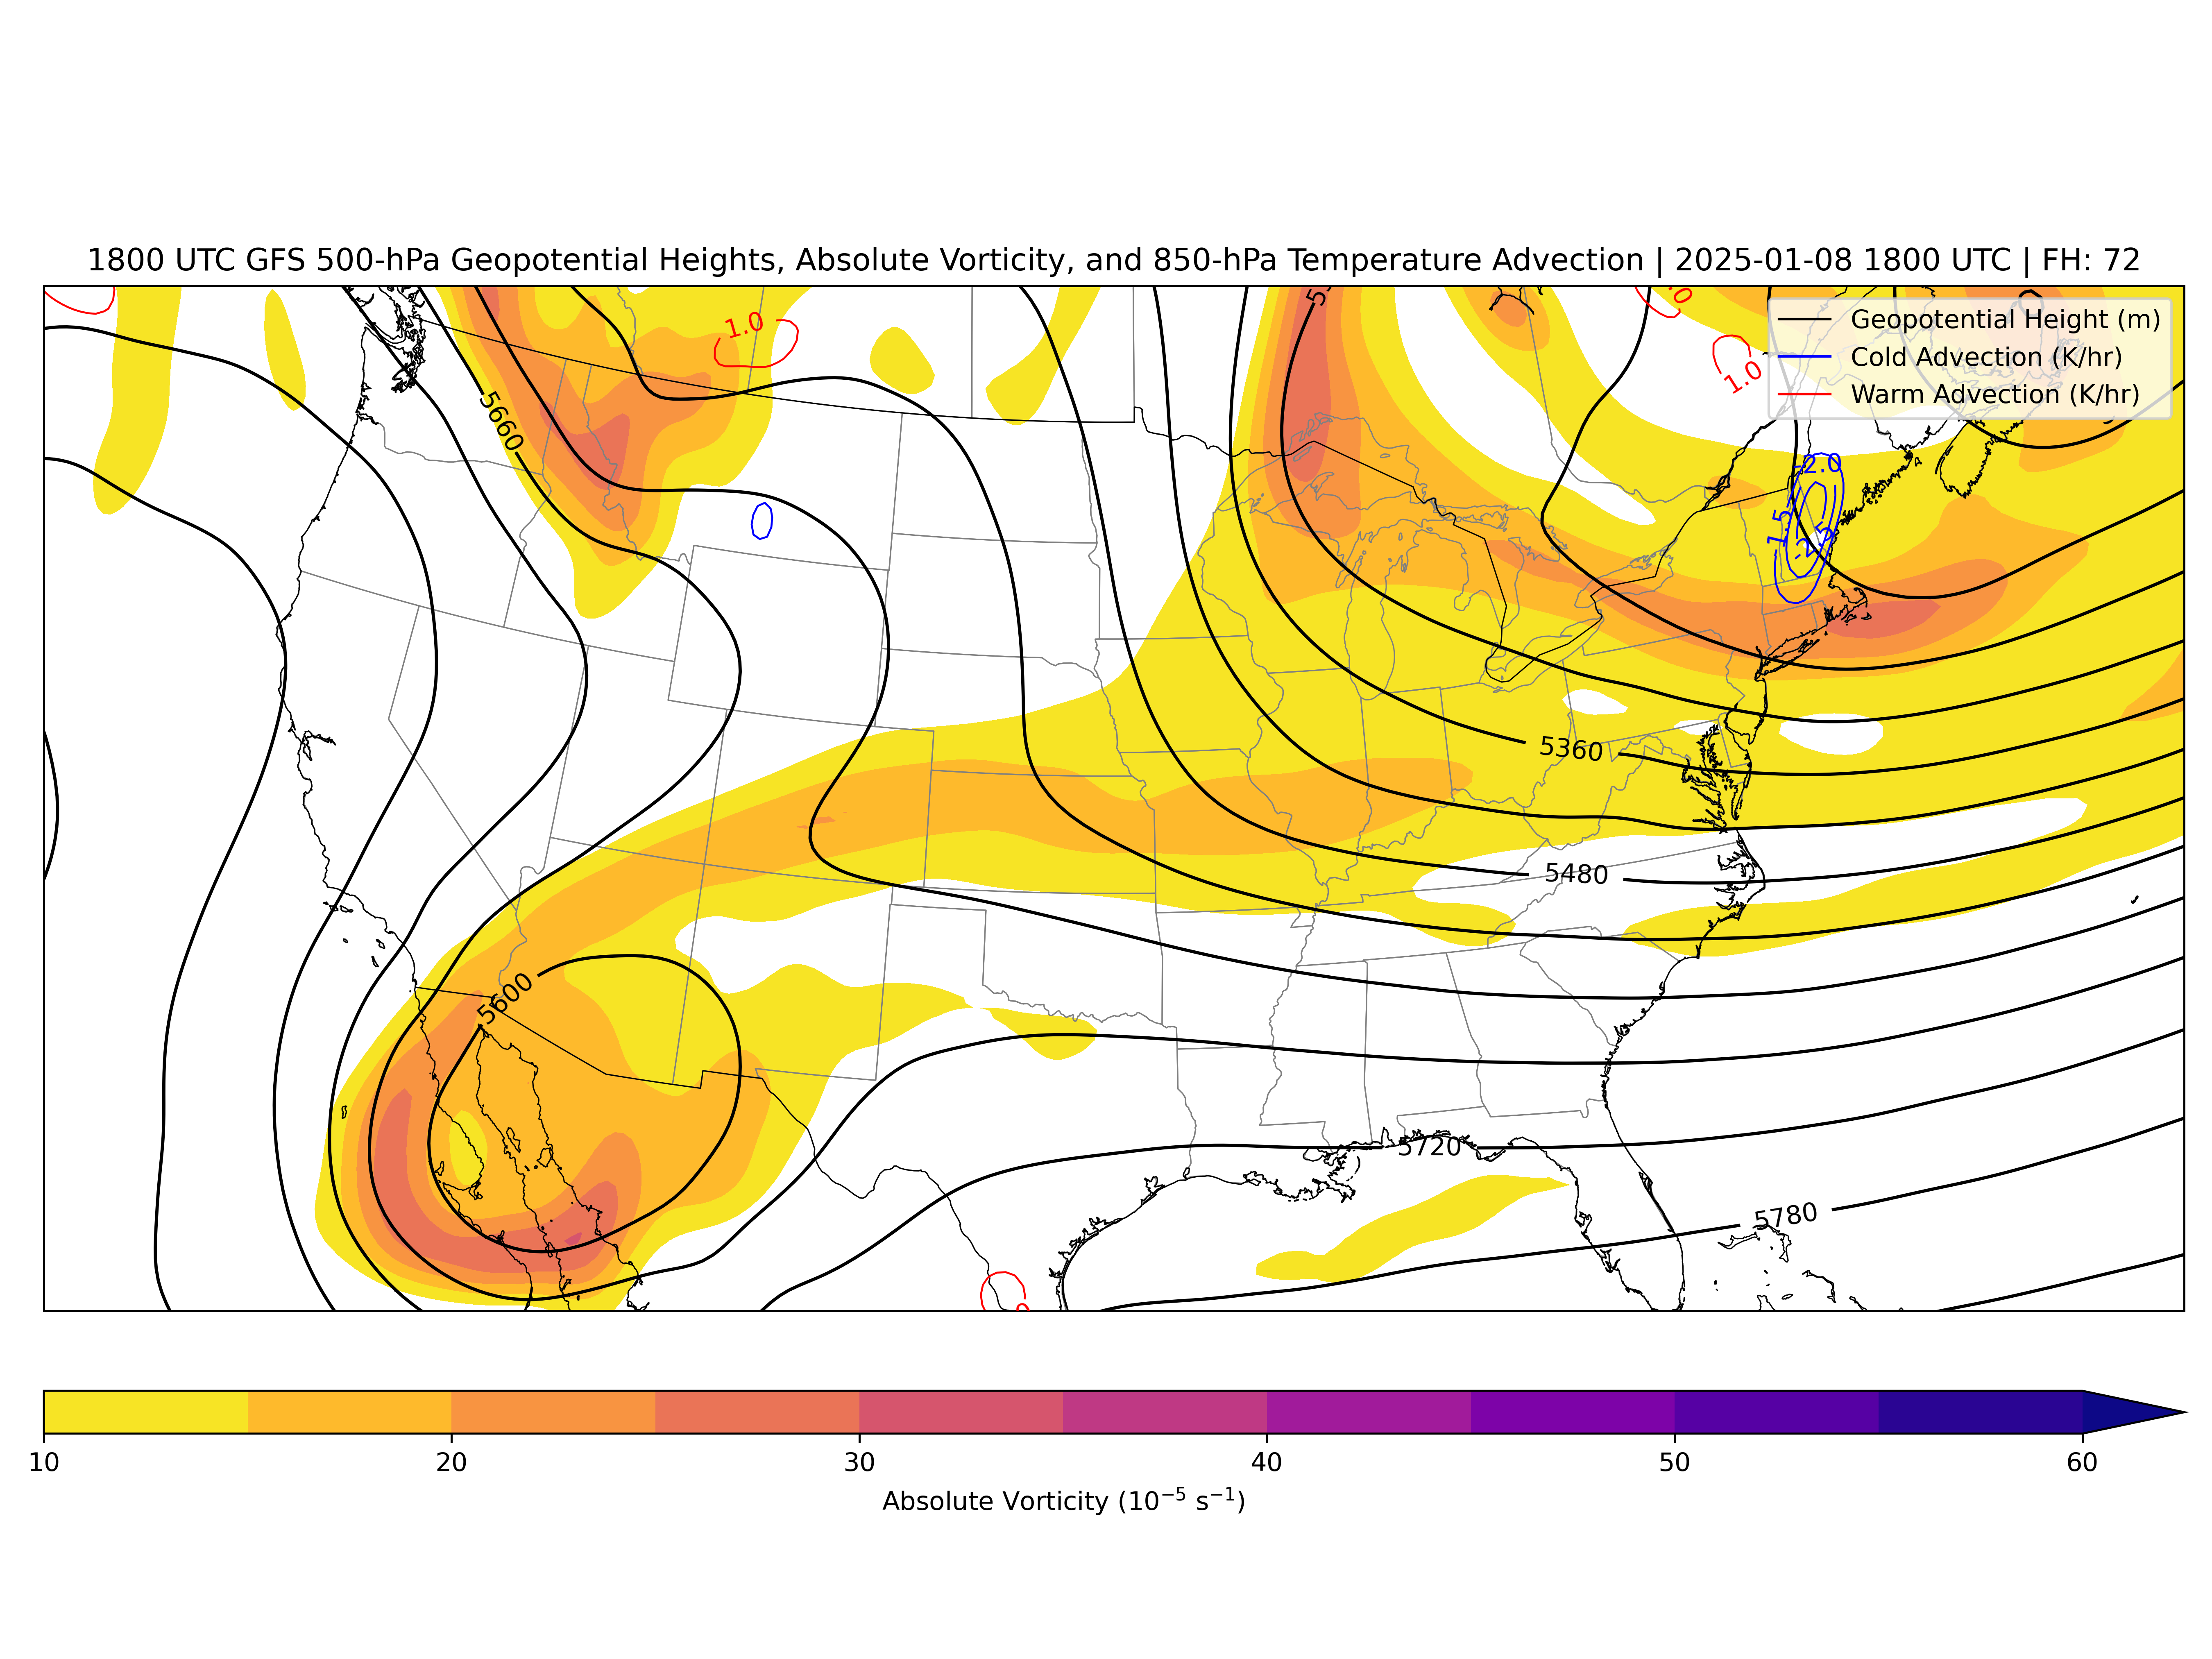 1800 UTC GFS 500-hPa Geopotential Heights, Absolute Vorticity, and 850-hPa Temperature Advection | 2025-01-08 1800 UTC | FH: 72
Geopotential Height (m)
Cold Advection (K/hr)
Warm Advection (K/hr)
1.0
1.0
5660
-2.0
-1.5
-2.5
5360
5480
5600
5720
5780
10 20 30 40 50 60
Absolute Vorticity (10⁻⁵ s⁻¹)